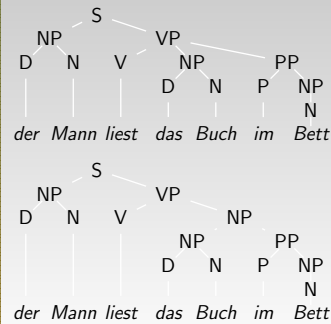 S
NP VP
D N V NP PP
D N P NP
N
der Mann liest das Buch im Bett
S
NP VP
D N V NP
NP PP
D N P NP
N
der Mann liest das Buch im Bett